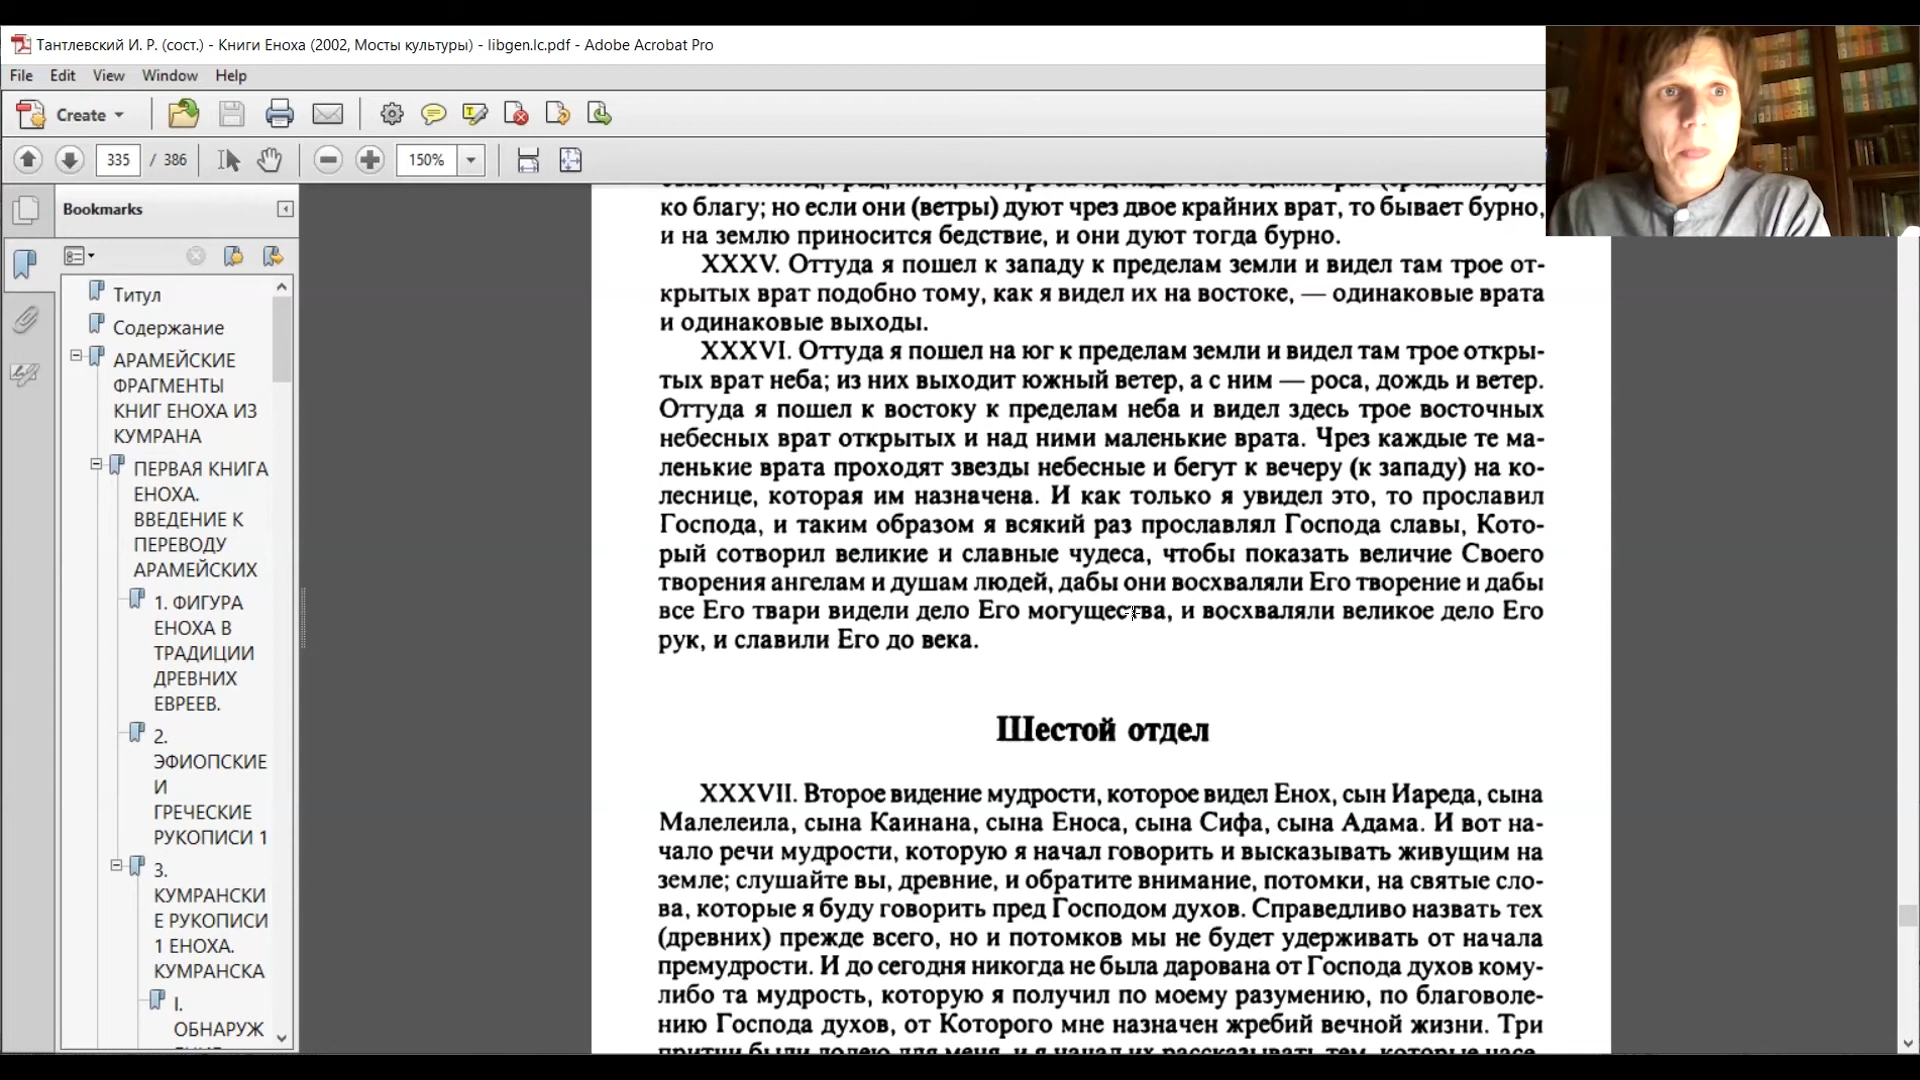 Тантлевский И. Р. (сост.) - Книги Еноха (2002, Мосты культуры) - libgen.lc.pdf - Adobe Acrobat Pro
File Edit View Window Help
Create
335 / 386 150%
Bookmarks
Титул
Содержание
АРАМЕЙСКИЕ
ФРАГМЕНТЫ
КНИГ ЕНОХА ИЗ
КУМРАНА
ПЕРВАЯ КНИГА
ЕНОХА.
ВВЕДЕНИЕ К
ПЕРЕВОДУ
АРАМЕЙСКИХ
1. ФИГУРА
ЕНОХА В
ТРАДИЦИИ
ДРЕВНИХ
ЕВРЕЕВ.
2.
ЭФИОПСКИЕ
И
ГРЕЧЕСКИЕ
РУКОПИСИ 1
3.
КУМРАНСКИ
Е РУКОПИСИ
1 ЕНОХА.
КУМРАНСКА
I.
ОБНАРУЖ
ко благу; но если они (ветры) дуют чрез двое крайних врат, то бывает бурно,
и на землю приносится бедствие, и они дуют тогда бурно.
XXXV. Оттуда я пошел к западу к пределам земли и видел там трое от-
крытых врат подобно тому, как я видел их на востоке, — одинаковые врата
и одинаковые выходы.
XXXVI. Оттуда я пошел на юг к пределам земли и видел там трое откры-
тых врат неба; из них выходит южный ветер, а с ним — роса, дождь и ветер.
Оттуда я пошел к востоку к пределам неба и видел здесь трое восточных
небесных врат открытых и над ними маленькие врата. Чрез каждые те ма-
ленькие врата проходят звезды небесные и бегут к вечеру (к западу) на ко-
леснице, которая им назначена. И как только я увидел это, то прославил
Господа, и таким образом я всякий раз прославлял Господа славы, Кото-
рый сотворил великие и славные чудеса, чтобы показать величие Своего
творения ангелам и душам людей, дабы они восхваляли Его творение и дабы
все Его твари видели дело Его могущества, и восхваляли великое дело Его
рук, и славили Его до века.
Шестой отдел
XXXVII. Второе видение мудрости, которое видел Енох, сын Иареда, сына
Малелеила, сына Каинана, сына Еноса, сына Сифа, сына Адама. И вот на-
чало речи мудрости, которую я начал говорить и высказывать живущим на
земле; слушайте вы, древние, и обратите внимание, потомки, на святые сло-
ва, которые я буду говорить пред Господом духов. Справедливо назвать тех
(древних) прежде всего, но и потомков мы не будет удерживать от начала
премудрости. И до сегодня никогда не была дарована от Господа духов кому-
либо та мудрость, которую я получил по моему разумению, по благоволе-
нию Господа духов, от Которого мне назначен жребий вечной жизни. Три
притчи были долею для меня, и я начал их рассказывать тем, которые насе-